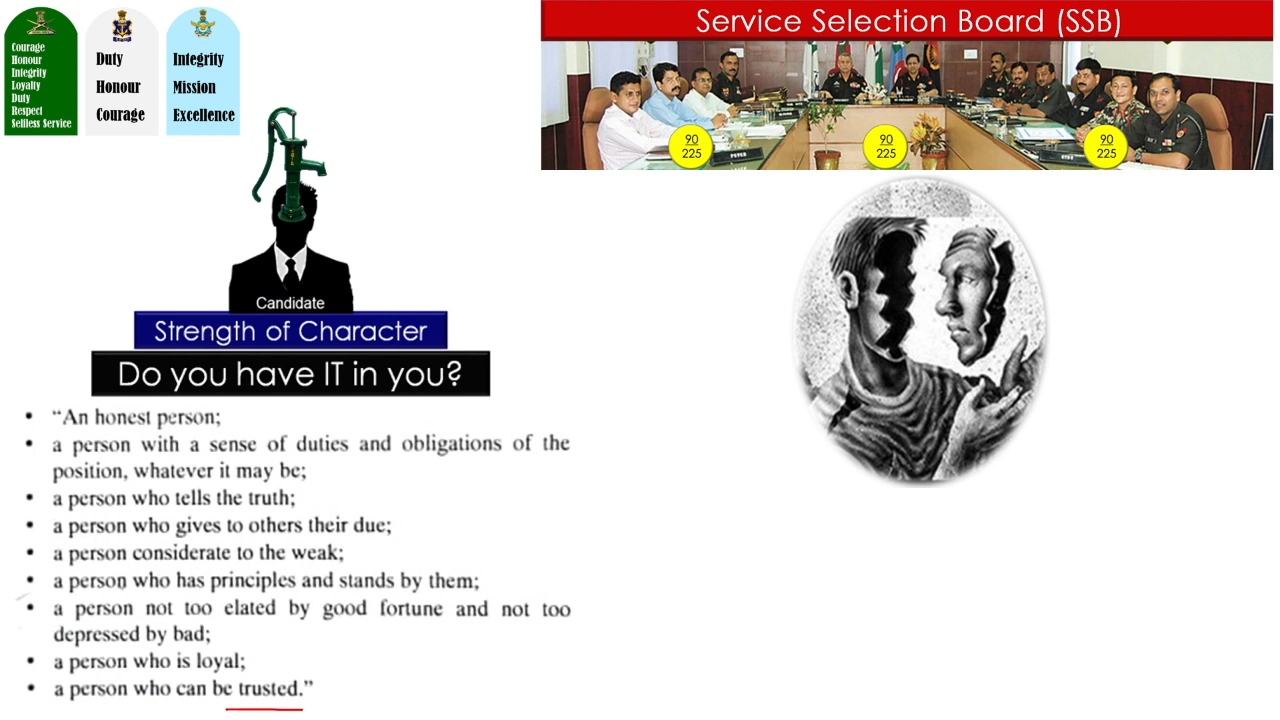 Courage
Honour
Integrity
Loyalty
Duty
Respect
Selfless Service
Duty
Honour
Courage
Integrity
Mission
Excellence
Service Selection Board (SSB)
90
225
90
225
90
225
Candidate
Strength of Character
Do you have IT in you?
• “An honest person;
• a person with a sense of duties and obligations of the
position, whatever it may be;
• a person who tells the truth;
• a person who gives to others their due;
• a person considerate to the weak;
• a person who has principles and stands by them;
• a person not too elated by good fortune and not too
depressed by bad;
• a person who is loyal;
• a person who can be trusted.”